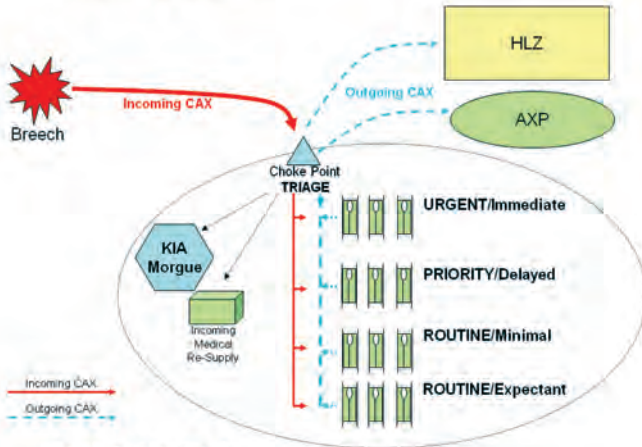 HLZ
Incoming CAX
Outgoing CAX
Breech
AXP
Choke Point
TRIAGE
URGENT/Immediate
KIA
Morgue
PRIORITY/Delayed
Incoming
Medical
Re-Supply
ROUTINE/Minimal
ROUTINE/Expectant
Incoming CAX
Outgoing CAX